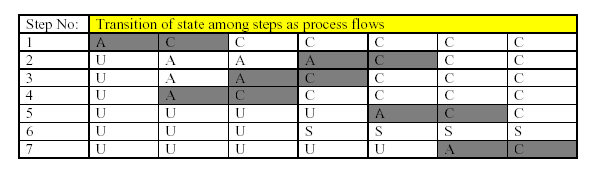 Step No: Transition of state among steps as process flows
1 A C C C C C C
2 U A A A C C C
3 U A A C C C C
4 U A C C C C C
5 U U U U A C C
6 U U U S S S S
7 U U U U U A C